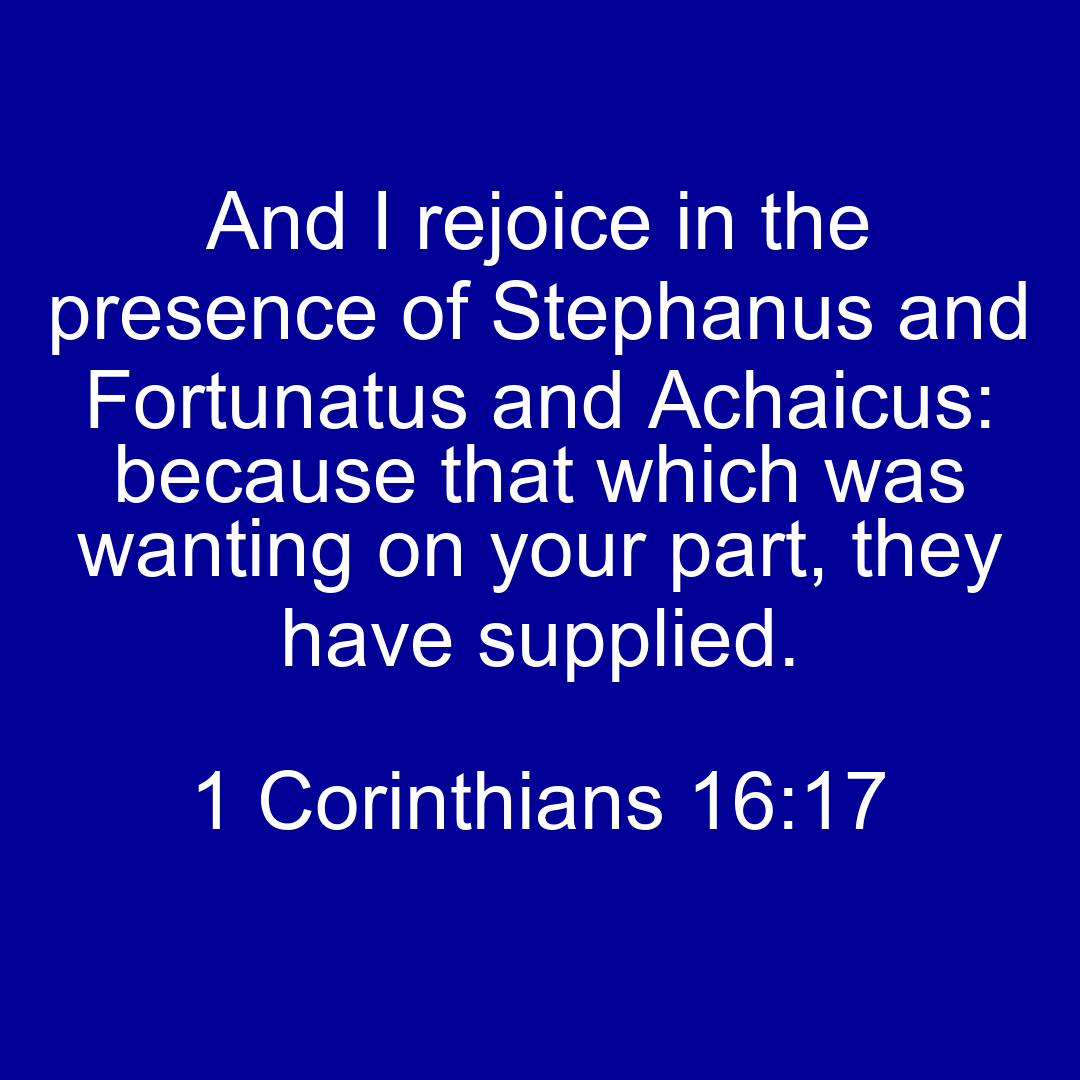 And I rejoice in the
presence of Stephanus and
Fortunatus and Achaicus:
because that which was
wanting on your part, they
have supplied.
1 Corinthians 16:17